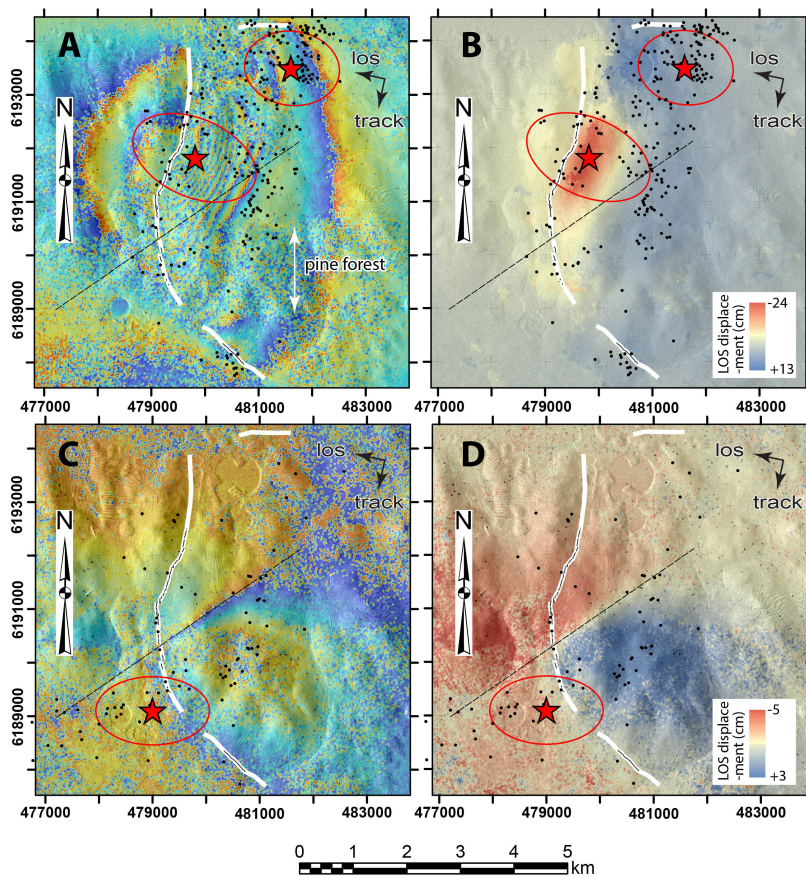 A
los
track
N
pine forest
6193000
6191000
6189000
477000 479000 481000 483000
B
los
track
N
LOS displace
-ment (cm)
-24
+13
477000 479000 481000 483000
C
los
track
N
6193000
6191000
6189000
477000 479000 481000 483000
D
los
track
N
LOS displace
-ment (cm)
-5
+3
477000 479000 481000 483000
0 1 2 3 4 5
km